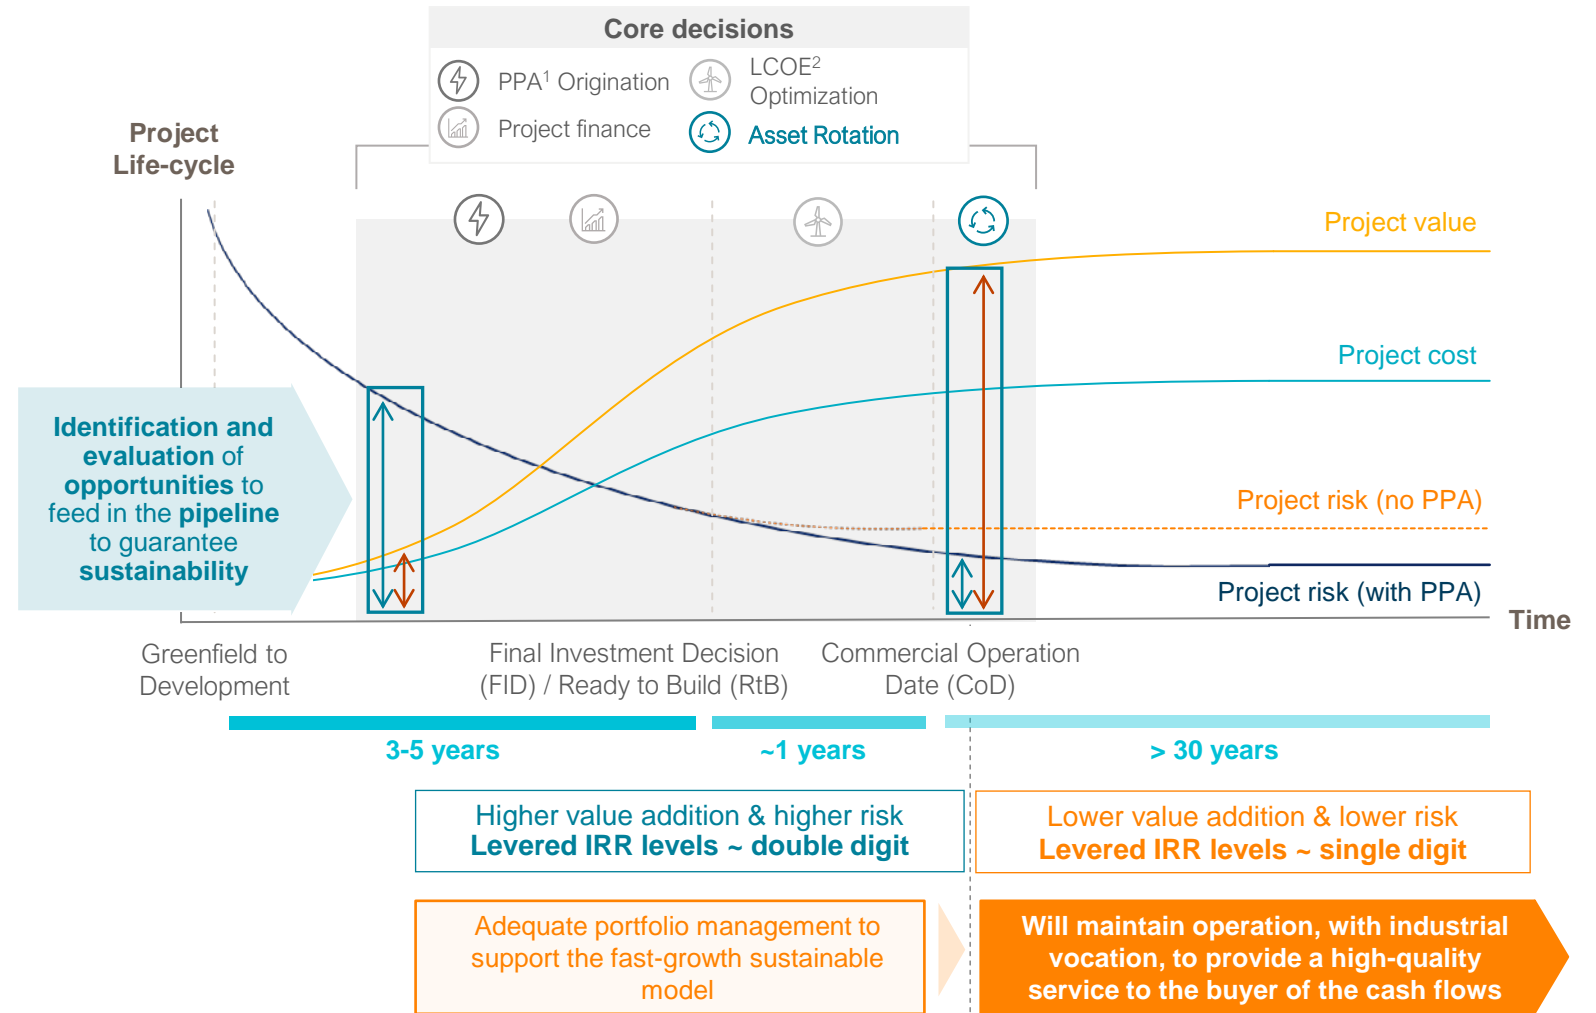 Core decisions
PPA¹ Origination
LCOE²
Optimization
Project finance
Asset Rotation
Project
Life-cycle
Project value
Project cost
Identification and
evaluation of
opportunities to
feed in the pipeline
to guarantee
sustainability
Project risk (no PPA)
Project risk (with PPA)
Time
Greenfield to
Development
Final Investment Decision
(FID) / Ready to Build (RtB)
Commercial Operation
Date (CoD)
3-5 years
~1 years
> 30 years
Higher value addition & higher risk
Levered IRR levels ~ double digit
Lower value addition & lower risk
Levered IRR levels ~ single digit
Adequate portfolio management to
support the fast-growth sustainable
model
Will maintain operation, with industrial
vocation, to provide a high-quality
service to the buyer of the cash flows